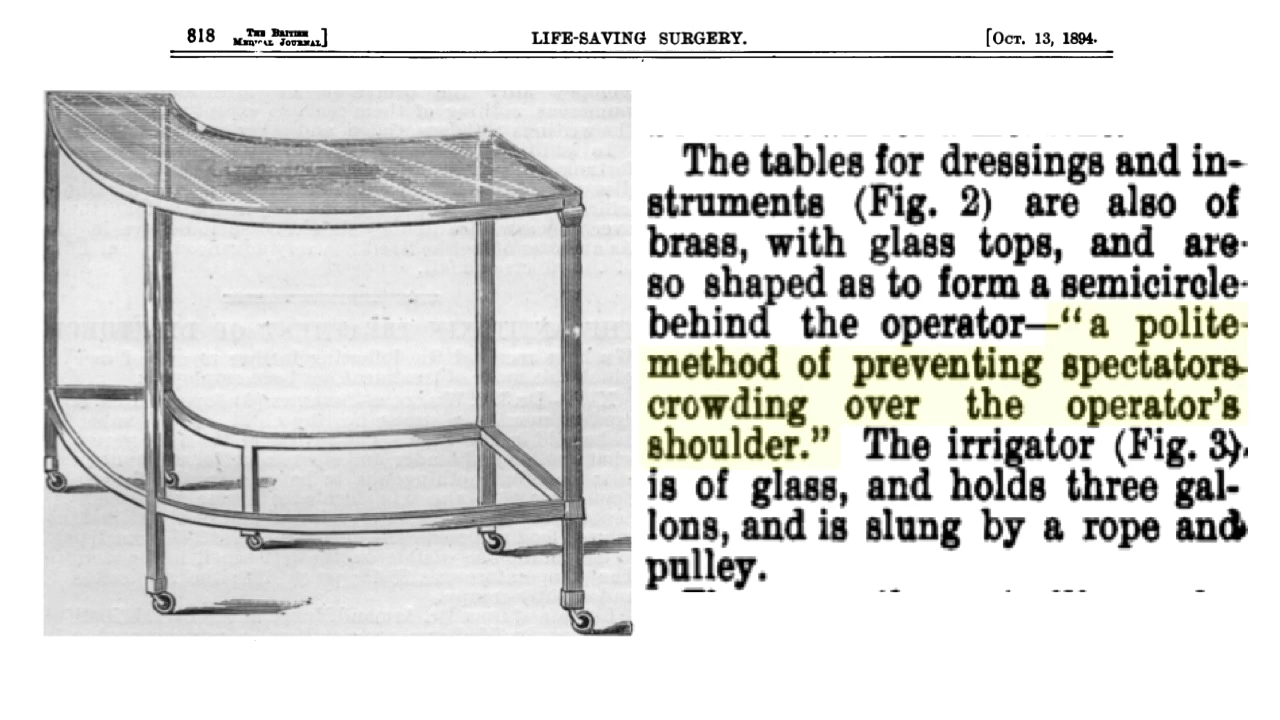 818 THE BRITISH MEDICAL JOURNAL] LIFE-SAVING SURGERY. [OCT. 13, 1894.
The tables for dressings and in-
struments (Fig. 2) are also of
brass, with glass tops, and are
so shaped as to form a semicircle
behind the operator—“a polite
method of preventing spectators
crowding over the operator’s
shoulder.” The irrigator (Fig. 3)
is of glass, and holds three gal-
lons, and is slung by a rope and
pulley.